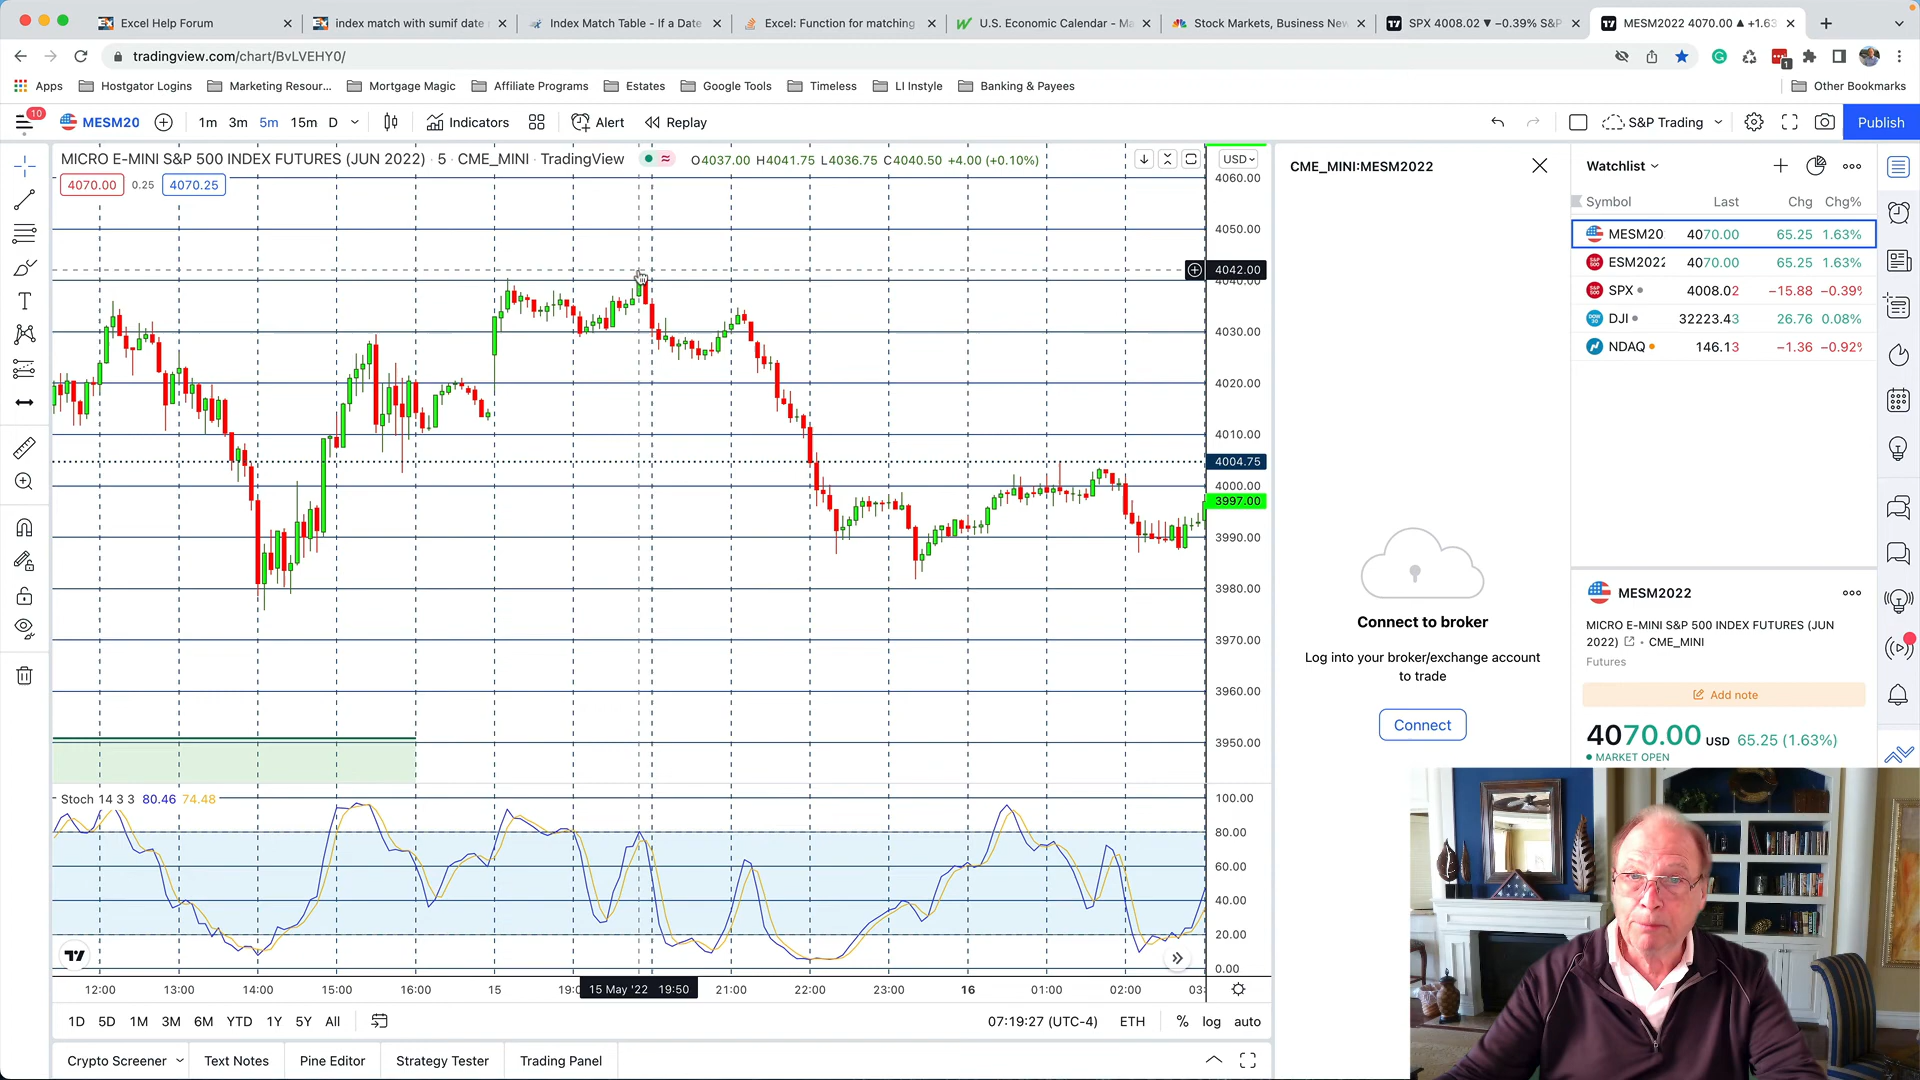 Excel Help Forum
index match with sumif date
Index Match Table - If a Date
Excel: Function for matching
U.S. Economic Calendar - Ma
Stock Markets, Business New
SPX 4008.02 ▼ −0.39% S&P
MESM2022 4070.00 ▲ +1.63
tradingview.com/chart/BvLVEHY0/
1
Apps
Hostgator Logins
Marketing Resour...
Mortgage Magic
Affiliate Programs
Estates
Google Tools
Timeless
LI Instyle
Banking & Payees
Other Bookmarks
10
MESM20
1m 3m 5m 15m D
Indicators
Alert
Replay
S&P Trading
Publish
MICRO E-MINI S&P 500 INDEX FUTURES (JUN 2022) · 5 · CME_MINI · TradingView
O4037.00 H4041.75 L4036.75 C4040.50 +4.00 (+0.10%)
USD
4070.00 0.25 4070.25
4060.00
4050.00
4042.00
4040.00
4030.00
4020.00
4010.00
4004.75
4000.00
3997.00
3990.00
3980.00
3970.00
3960.00
3950.00
Stoch 14 3 3 80.46 74.48
100.00
80.00
60.00
40.00
20.00
0.00
12:00 13:00 14:00 15:00 16:00 15 19:0 15 May '22 19:50 21:00 22:00 23:00 16 01:00 02:00 03:
1D 5D 1M 3M 6M YTD 1Y 5Y All
07:19:27 (UTC-4) ETH % log auto
Crypto Screener Text Notes Pine Editor Strategy Tester Trading Panel
CME_MINI:MESM2022
Connect to broker
Log into your broker/exchange account
to trade
Connect
Watchlist
Symbol Last Chg Chg%
MESM20 4070.00 65.25 1.63%
ESM2022 4070.00 65.25 1.63%
SPX 4008.02 −15.88 −0.39%
DJI 32223.43 26.76 0.08%
NDAQ 146.13 −1.36 −0.92%
MESM2022
MICRO E-MINI S&P 500 INDEX FUTURES (JUN
2022) · CME_MINI
Futures
Add note
4070.00 USD 65.25 (1.63%)
MARKET OPEN